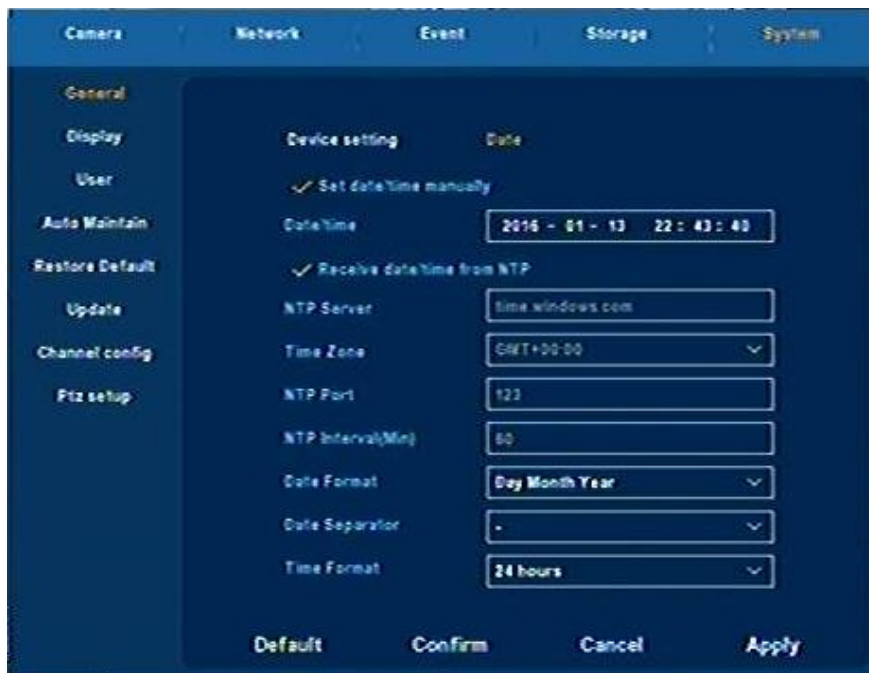 Camera Network Event Storage System
General
Display
User
Auto Maintain
Restore Default
Update
Channel config
Ptz setup
Device setting Date
Set date/time manually
Date/time 2016 - 01 - 13 22 : 43 : 40
Receive date/time from NTP
NTP Server time.windows.com
Time Zone GMT+00:00
NTP Port 123
NTP Interval(Min) 60
Date Format Day Month Year
Date Separator -
Time Format 24 hours
Default Confirm Cancel Apply